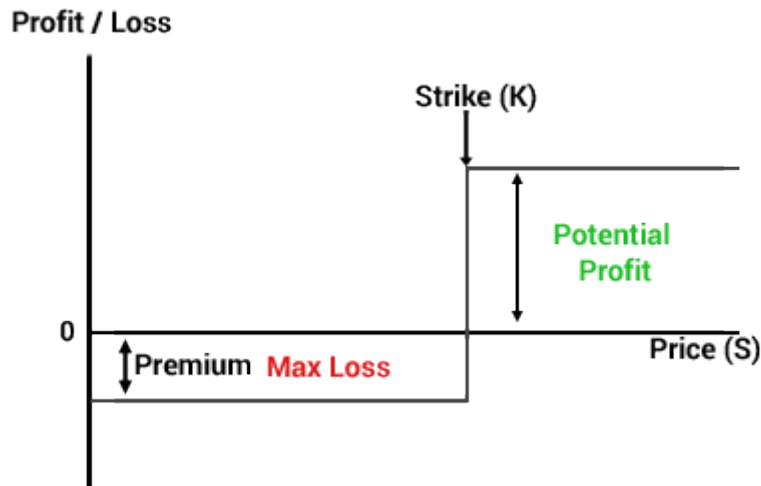 Profit / Loss
Strike (K)
Potential
Profit
0
Price (S)
Premium Max Loss